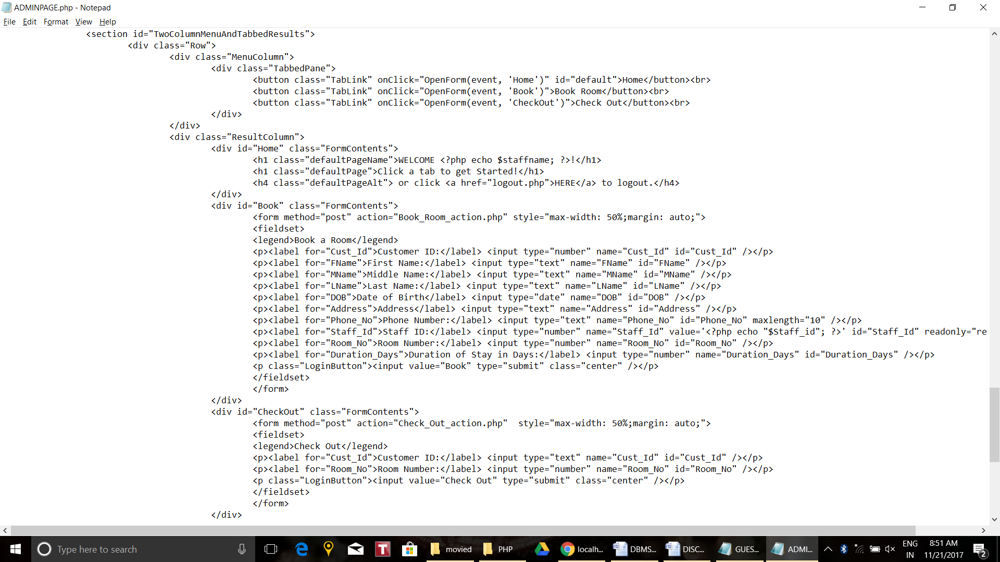 ADMINPAGE.php - Notepad
File Edit Format View Help
<section id="TwoColumnMenuAndTabbedResults">
<div class="Row">
<div class="MenuColumn">
<div class="TabbedPane">
<button class="TabLink" onClick="OpenForm(event, 'Home')" id="default">Home</button><br>
<button class="TabLink" onClick="OpenForm(event, 'Book')">Book Room</button><br>
<button class="TabLink" onClick="OpenForm(event, 'CheckOut')">Check Out</button><br>
</div>
</div>
<div class="ResultColumn">
<div id="Home" class="FormContents">
<h1 class="defaultPageName">WELCOME <?php echo $staffname; ?>!</h1>
<h1 class="defaultPage">Click a tab to get Started!</h1>
<h4 class="defaultPageAlt"> or click <a href="logout.php">HERE</a> to logout.</h4>
</div>
<div id="Book" class="FormContents">
<form method="post" action="Book_Room_action.php" style="max-width: 50%;margin: auto;">
<fieldset>
<legend>Book a Room</legend>
<p><label for="Cust_Id">Customer ID:</label> <input type="number" name="Cust_Id" id="Cust_Id" /></p>
<p><label for="FName">First Name:</label> <input type="text" name="FName" id="FName" /></p>
<p><label for="MName">Middle Name:</label> <input type="text" name="MName" id="MName" /></p>
<p><label for="LName">Last Name:</label> <input type="text" name="LName" id="LName" /></p>
<p><label for="DOB">Date of Birth</label> <input type="date" name="DOB" id="DOB" /></p>
<p><label for="Address">Address</label> <input type="text" name="Address" id="Address" /></p>
<p><label for="Phone_No">Phone Number:</label> <input type="text" name="Phone_No" id="Phone_No" maxlength="10" /></p>
<p><label for="Staff_Id">Staff ID:</label> <input type="number" name="Staff_Id" value='<?php echo "$Staff_id"; ?>' id="Staff_Id" readonly="re
<p><label for="Room_No">Room Number:</label> <input type="number" name="Room_No" id="Room_No" /></p>
<p><label for="Duration_Days">Duration of Stay in Days:</label> <input type="number" name="Duration_Days" id="Duration_Days" /></p>
<p class="LoginButton"><input value="Book" type="submit" class="center" /></p>
</fieldset>
</form>
</div>
<div id="CheckOut" class="FormContents">
<form method="post" action="Check_Out_action.php"  style="max-width: 50%;margin: auto;">
<fieldset>
<legend>Check Out</legend>
<p><label for="Cust_Id">Customer ID:</label> <input type="text" name="Cust_Id" id="Cust_Id" /></p>
<p><label for="Room_No">Room Number:</label> <input type="number" name="Room_No" id="Room_No" /></p>
<p class="LoginButton"><input value="Check Out" type="submit" class="center" /></p>
</fieldset>
</form>
</div>
Type here to search
T
movied
PHP
localh...
DBMS...
DISC...
GUES...
ADMI...
ENG
IN
8:51 AM
11/21/2017
2